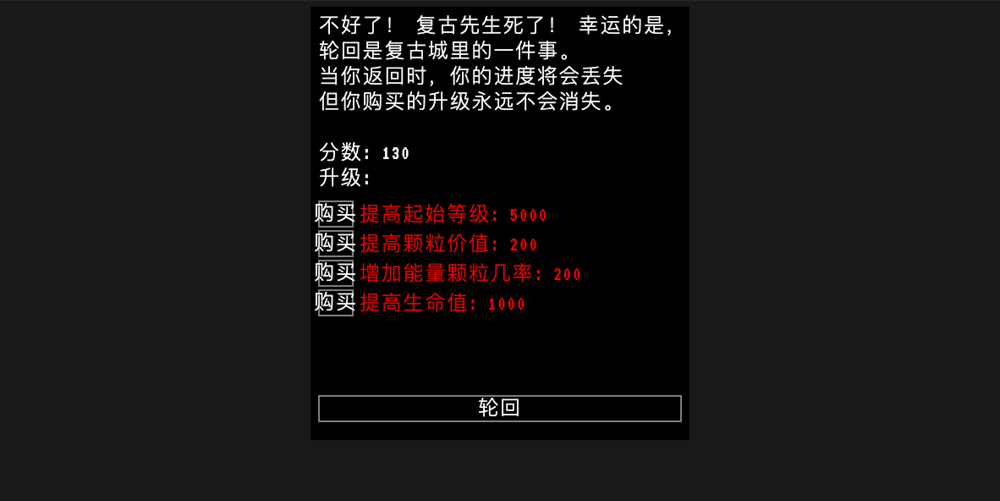 不好了！ 复古先生死了！ 幸运的是，
轮回是复古城里的一件事。
当你返回时，你的进度将会丢失
但你购买的升级永远不会消失。
分数：130
升级：
购买 提高起始等级：5000
购买 提高颗粒价值：200
购买 增加能量颗粒几率：200
购买 提高生命值：1000
轮回